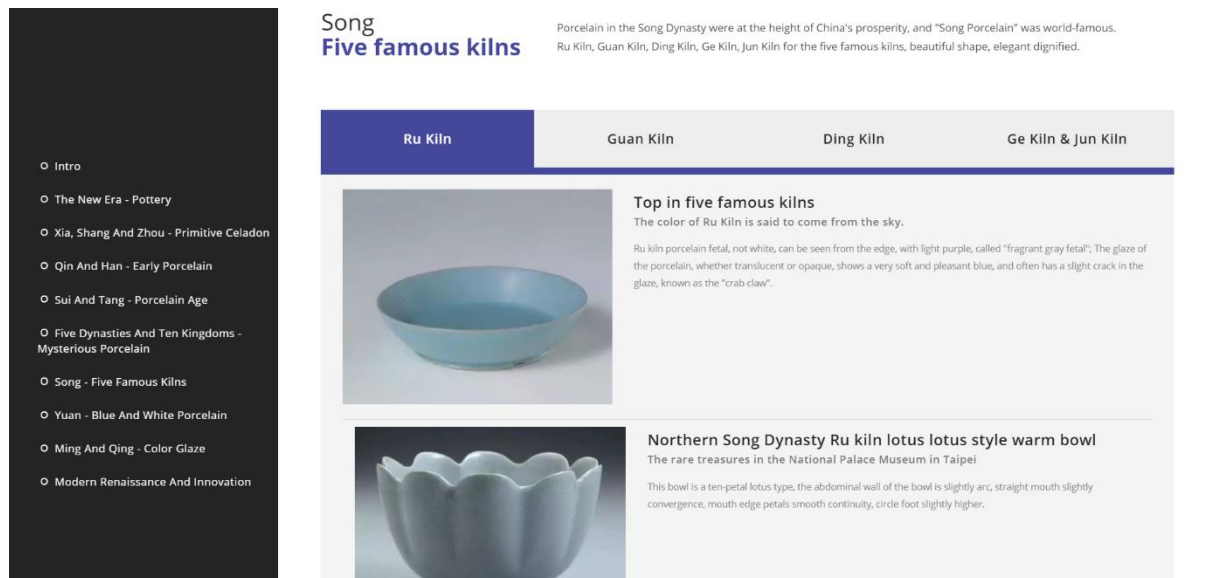 Intro
The New Era - Pottery
Xia, Shang And Zhou - Primitive Celadon
Qin And Han - Early Porcelain
Sui And Tang - Porcelain Age
Five Dynasties And Ten Kingdoms -
Mysterious Porcelain
Song - Five Famous Kilns
Yuan - Blue And White Porcelain
Ming And Qing - Color Glaze
Modern Renaissance And Innovation
Song
Five famous kilns
Porcelain in the Song Dynasty were at the height of China's prosperity, and "Song Porcelain" was world-famous.
Ru Kiln, Guan Kiln, Ding Kiln, Ge Kiln, Jun Kiln for the five famous kilns, beautiful shape, elegant dignified.
Ru Kiln
Guan Kiln
Ding Kiln
Ge Kiln & Jun Kiln
Top in five famous kilns
The color of Ru Kiln is said to come from the sky.
Ru kiln porcelain fetal, not white, can be seen from the edge, with light purple, called "fragrant gray fetal"; The glaze of
the porcelain, whether translucent or opaque, shows a very soft and pleasant blue, and often has a slight crack in the
glaze, known as the "crab claw".
Northern Song Dynasty Ru kiln lotus lotus style warm bowl
The rare treasures in the National Palace Museum in Taipei
This bowl is a ten-petal lotus type, the abdominal wall of the bowl is slightly arc, straight mouth slightly
convergence, mouth edge petals smooth continuity, circle foot slightly higher.